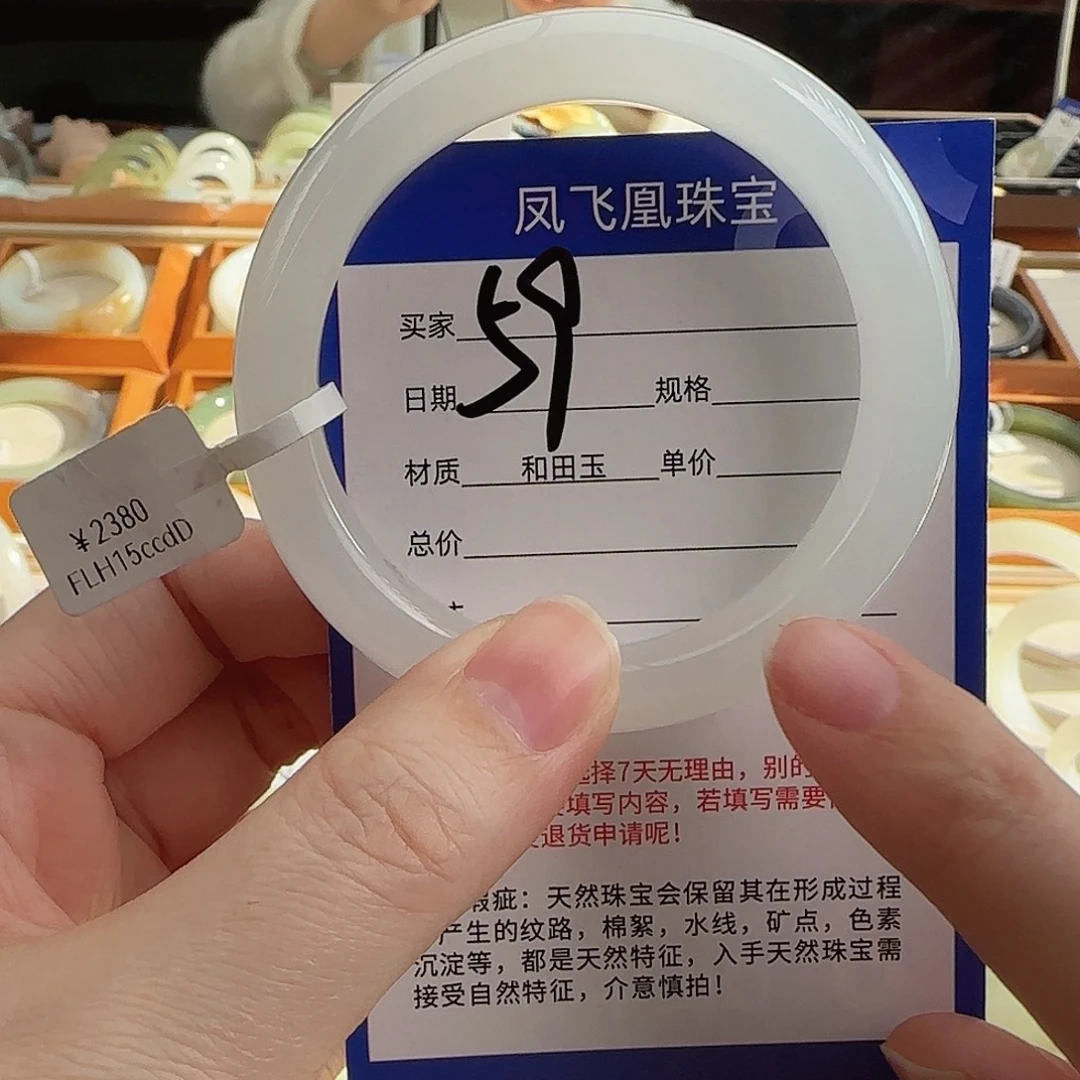 凤飞凰珠宝
59
买家
日期 规格
材质 和田玉 单价
总价
¥2380
FLH15ccdD
择7天无理由，别的
填写内容，若填写需要
退货申请呢！
瑕疵：天然珠宝会保留其在形成过程
产生的纹路，棉絮，水线，矿点，色素
沉淀等，都是天然特征，入手天然珠宝需
接受自然特征，介意慎拍！